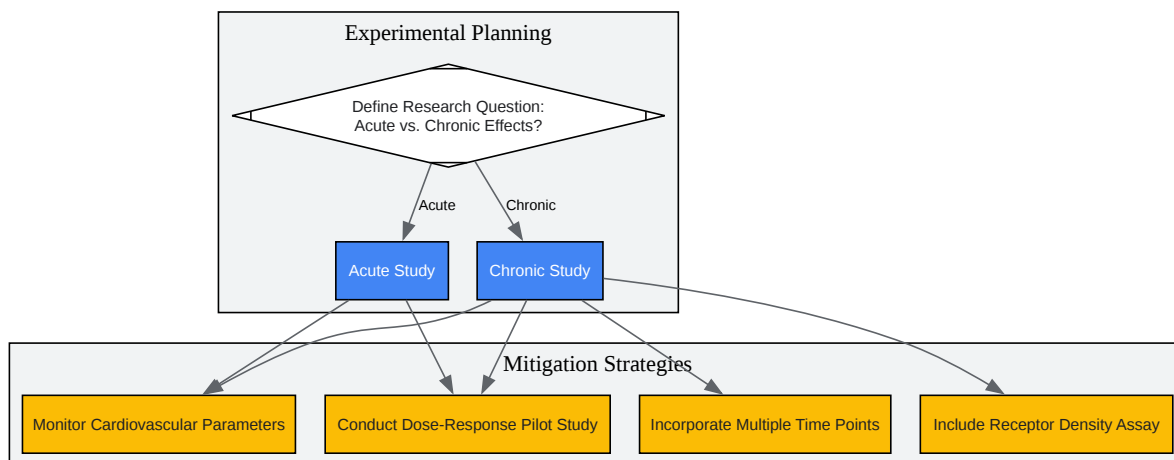 Experimental Planning
Define Research Question:
Acute vs. Chronic Effects?
Acute
Chronic
Acute Study
Chronic Study
Mitigation Strategies
Monitor Cardiovascular Parameters
Conduct Dose-Response Pilot Study
Incorporate Multiple Time Points
Include Receptor Density Assay